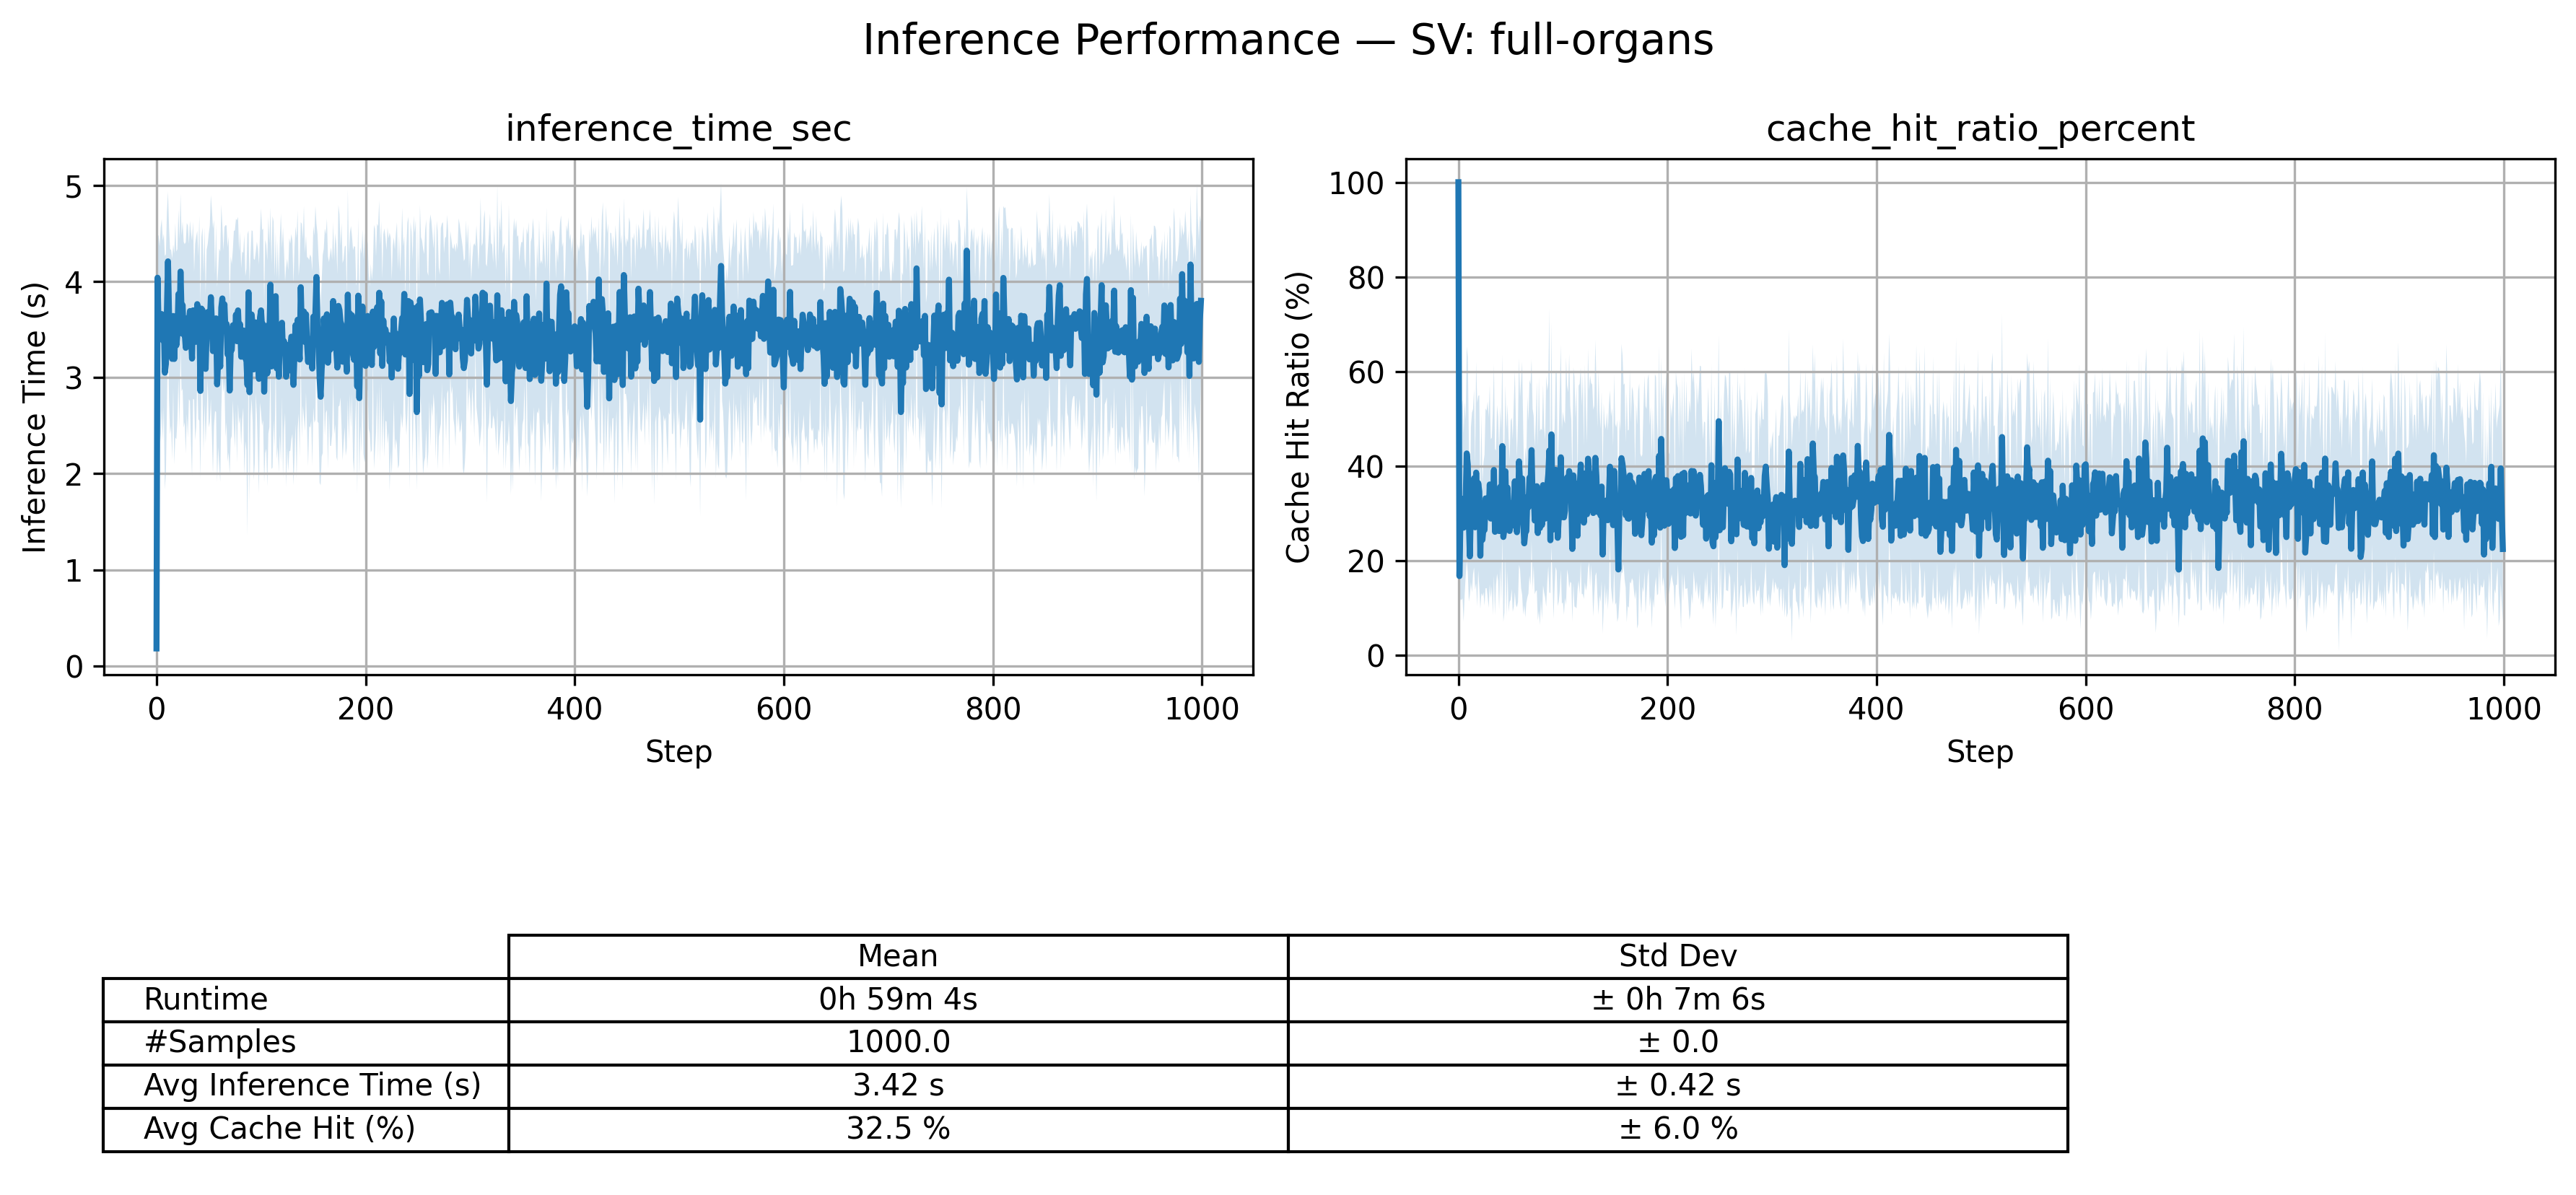 Inference Performance — SV: full-organs
inference_time_sec
Inference Time (s)
5
4
3
2
1
0
0 200 400 600 800 1000
Step
cache_hit_ratio_percent
Cache Hit Ratio (%)
100
80
60
40
20
0
0 200 400 600 800 1000
Step
Mean Std Dev
Runtime 0h 59m 4s ± 0h 7m 6s
#Samples 1000.0 ± 0.0
Avg Inference Time (s) 3.42 s ± 0.42 s
Avg Cache Hit (%) 32.5 % ± 6.0 %